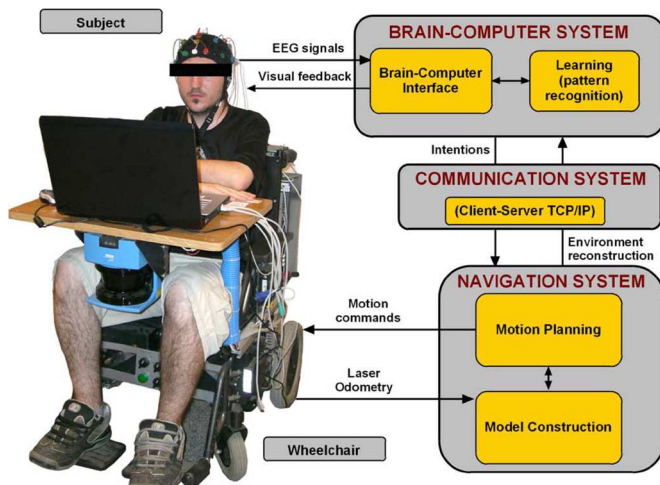 Subject
BRAIN-COMPUTER SYSTEM
EEG signals
Visual feedback
Brain-Computer
Interface
Learning
(pattern
recognition)
Intentions
COMMUNICATION SYSTEM
(Client-Server TCP/IP)
Environment
reconstruction
NAVIGATION SYSTEM
Motion
commands
Motion Planning
Laser
Odometry
Model Construction
Wheelchair